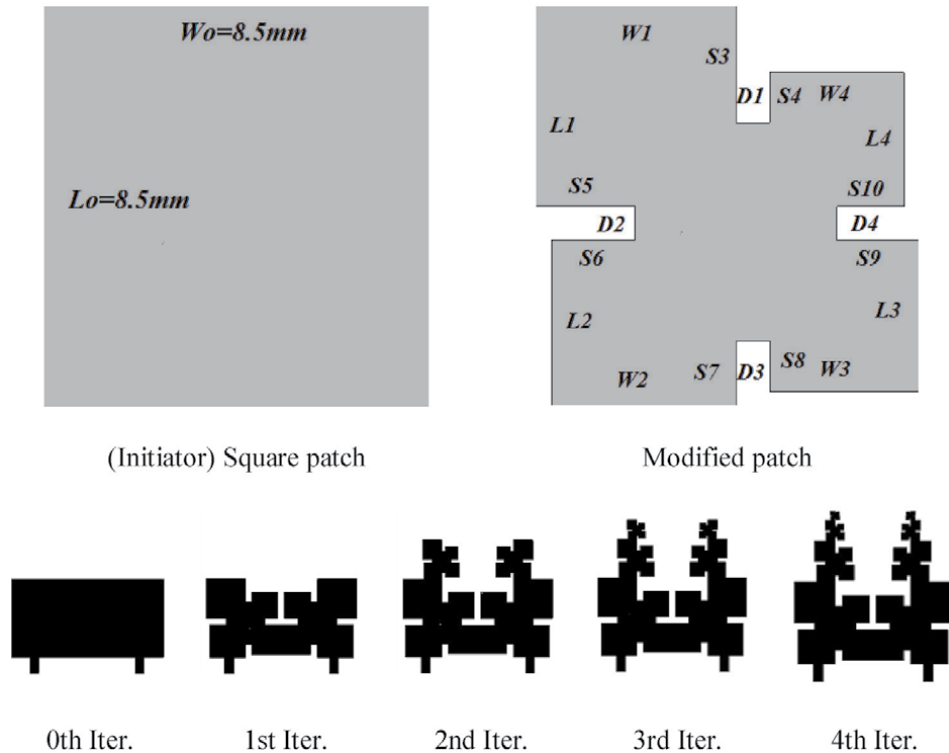 Wo=8.5mm
Lo=8.5mm
(Initiator) Square patch
W1
S3
D1
S4
W4
L1
L4
S5
S10
D2
D4
S6
S9
L2
L3
W2
S7
D3
S8
W3
Modified patch
0th Iter.
1st Iter.
2nd Iter.
3rd Iter.
4th Iter.